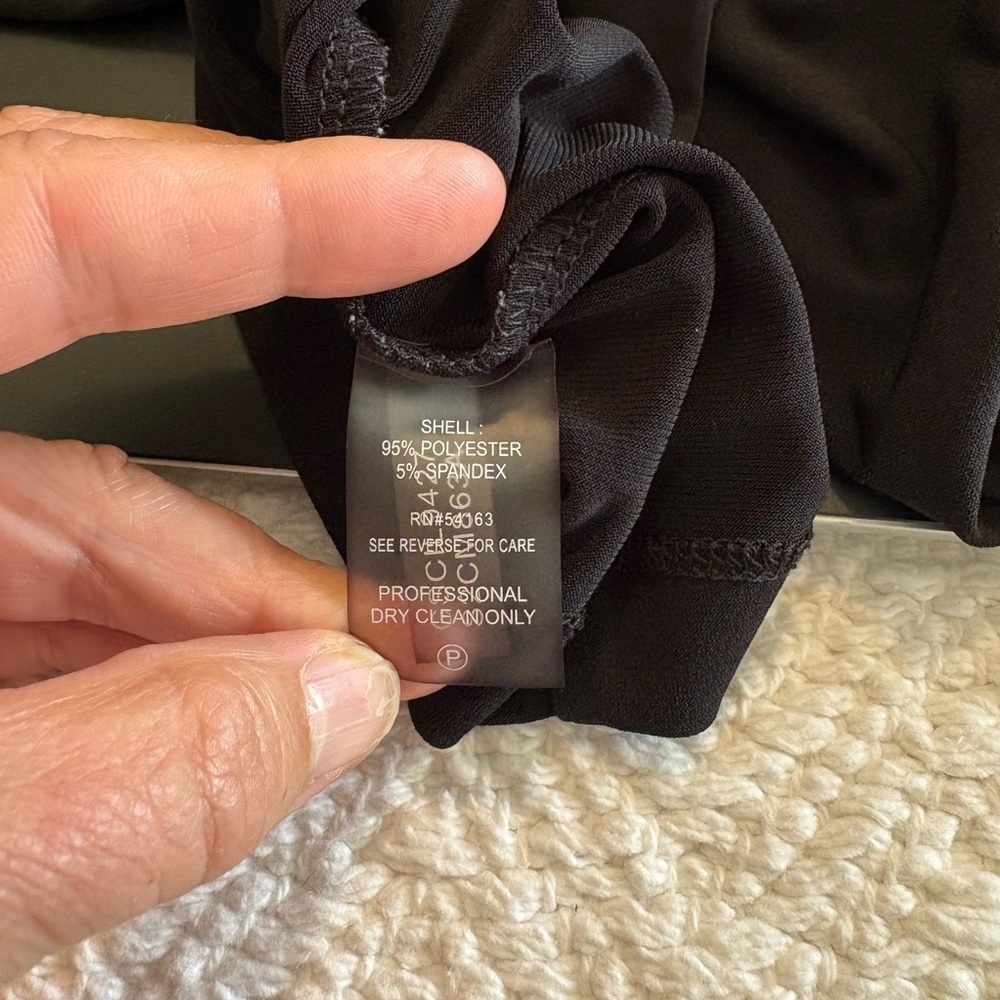 SHELL :
95% POLYESTER
5% SPANDEX
RN#54163
SEE REVERSE FOR CARE
PROFESSIONAL
DRY CLEAN ONLY
P